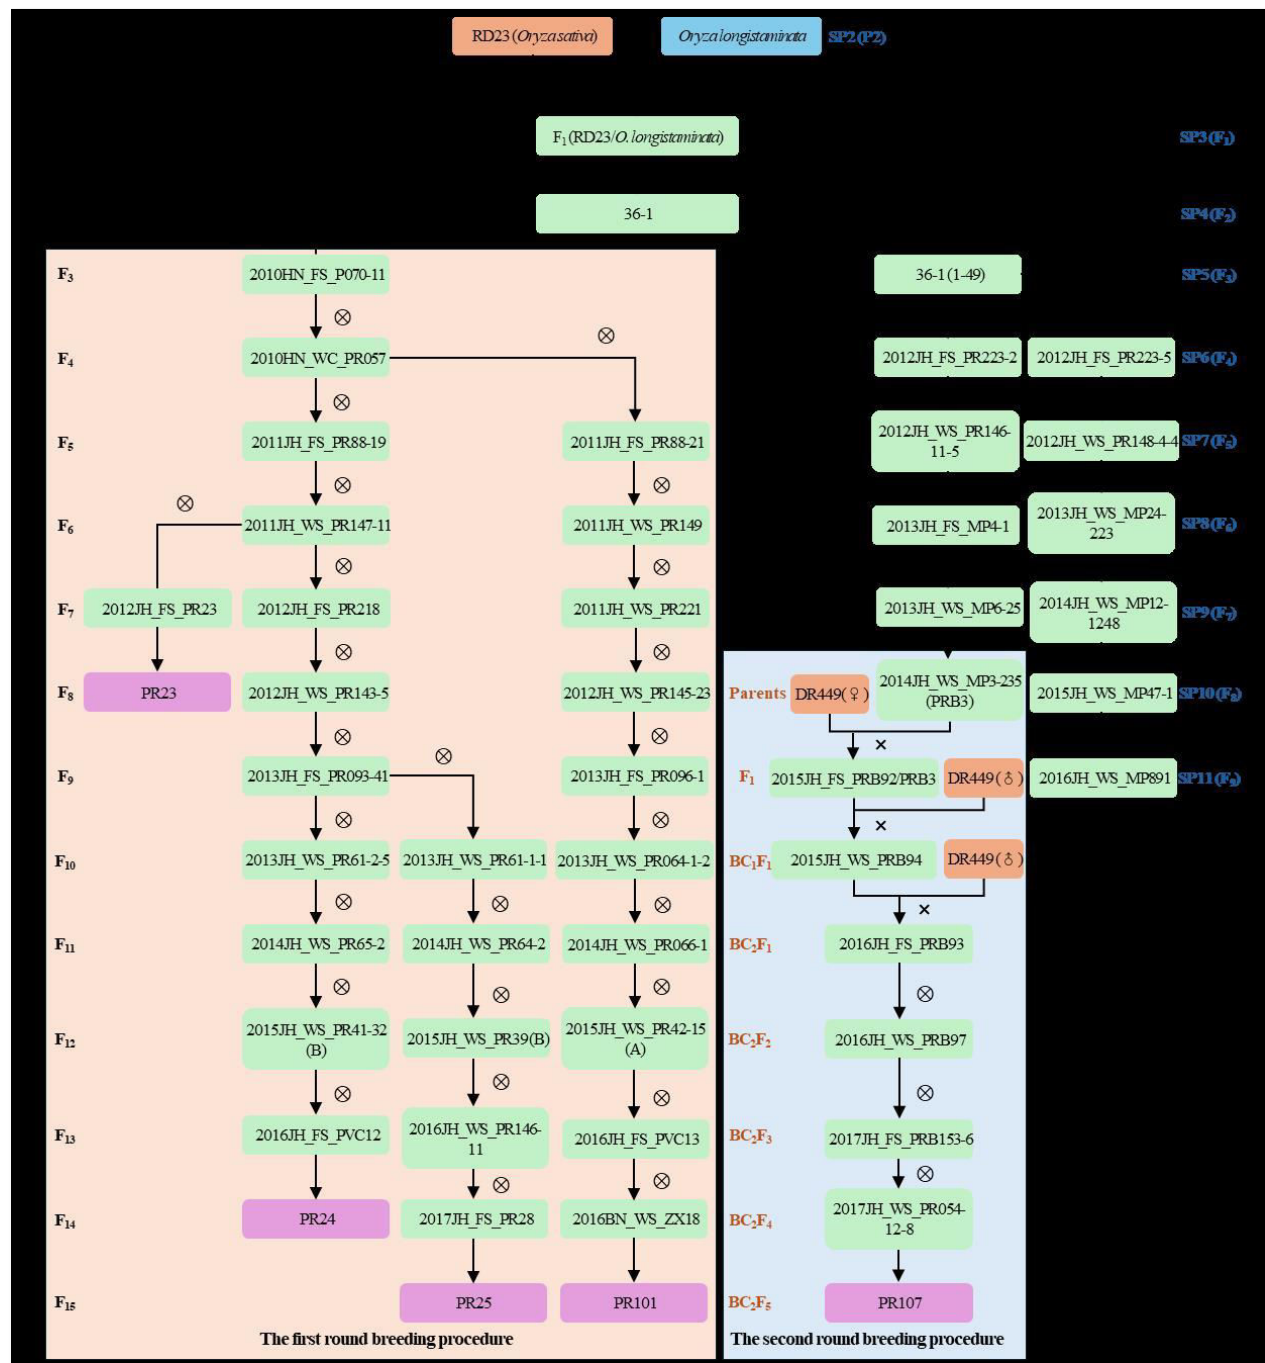 RD23 (Oryza sativa)
Oryza longistaminata
SP2(P2)
F1(RD23/O. longistaminata)
SP3(F1)
36-1
SP4(F2)
F3
2010HN_FS_P070-11
36-1 (1-49)
SP5(F3)
F4
2010HN_WC_PR057
2012JH_FS_PR223-2
2012JH_FS_PR223-5
SP6(F4)
F5
2011JH_FS_PR88-19
2011JH_FS_PR88-21
2012JH_WS_PR146-
11-5
2012JH_WS_PR148-4-4
SP7(F5)
F6
2011JH_WS_PR147-11
2011JH_WS_PR149
2013JH_FS_MP4-1
2013JH_WS_MP24-
223
SP8(F6)
F7
2012JH_FS_PR23
2012JH_FS_PR218
2011JH_WS_PR221
2013JH_WS_MP6-25
2014JH_WS_MP12-
1248
SP9(F7)
F8
PR23
2012JH_WS_PR143-5
2012JH_WS_PR145-23
Parents
DR449(♀)
2014JH_WS_MP3-235
(PRB3)
2015JH_WS_MP47-1
SP10(F8)
×
F9
2013JH_FS_PR093-41
2013JH_FS_PR096-1
F1
2015JH_FS_PRB92/PRB3
DR449(♂)
2016JH_WS_MP891
SP11(F9)
×
F10
2013JH_WS_PR61-2-5
2013JH_WS_PR61-1-1
2013JH_WS_PR064-1-2
BC1F1
2015JH_WS_PRB94
DR449(♂)
×
F11
2014JH_WS_PR65-2
2014JH_WS_PR64-2
2014JH_WS_PR066-1
BC2F1
2016JH_FS_PRB93
F12
2015JH_WS_PR41-32
(B)
2015JH_WS_PR39(B)
2015JH_WS_PR42-15
(A)
BC2F2
2016JH_WS_PRB97
F13
2016JH_FS_PVC12
2016JH_WS_PR146-
11
2016JH_FS_PVC13
BC2F3
2017JH_FS_PRB153-6
F14
PR24
2017JH_FS_PR28
2016BN_WS_ZX18
BC2F4
2017JH_WS_PR054-
12-8
F15
PR25
PR101
BC2F5
PR107
The first round breeding procedure
The second round breeding procedure